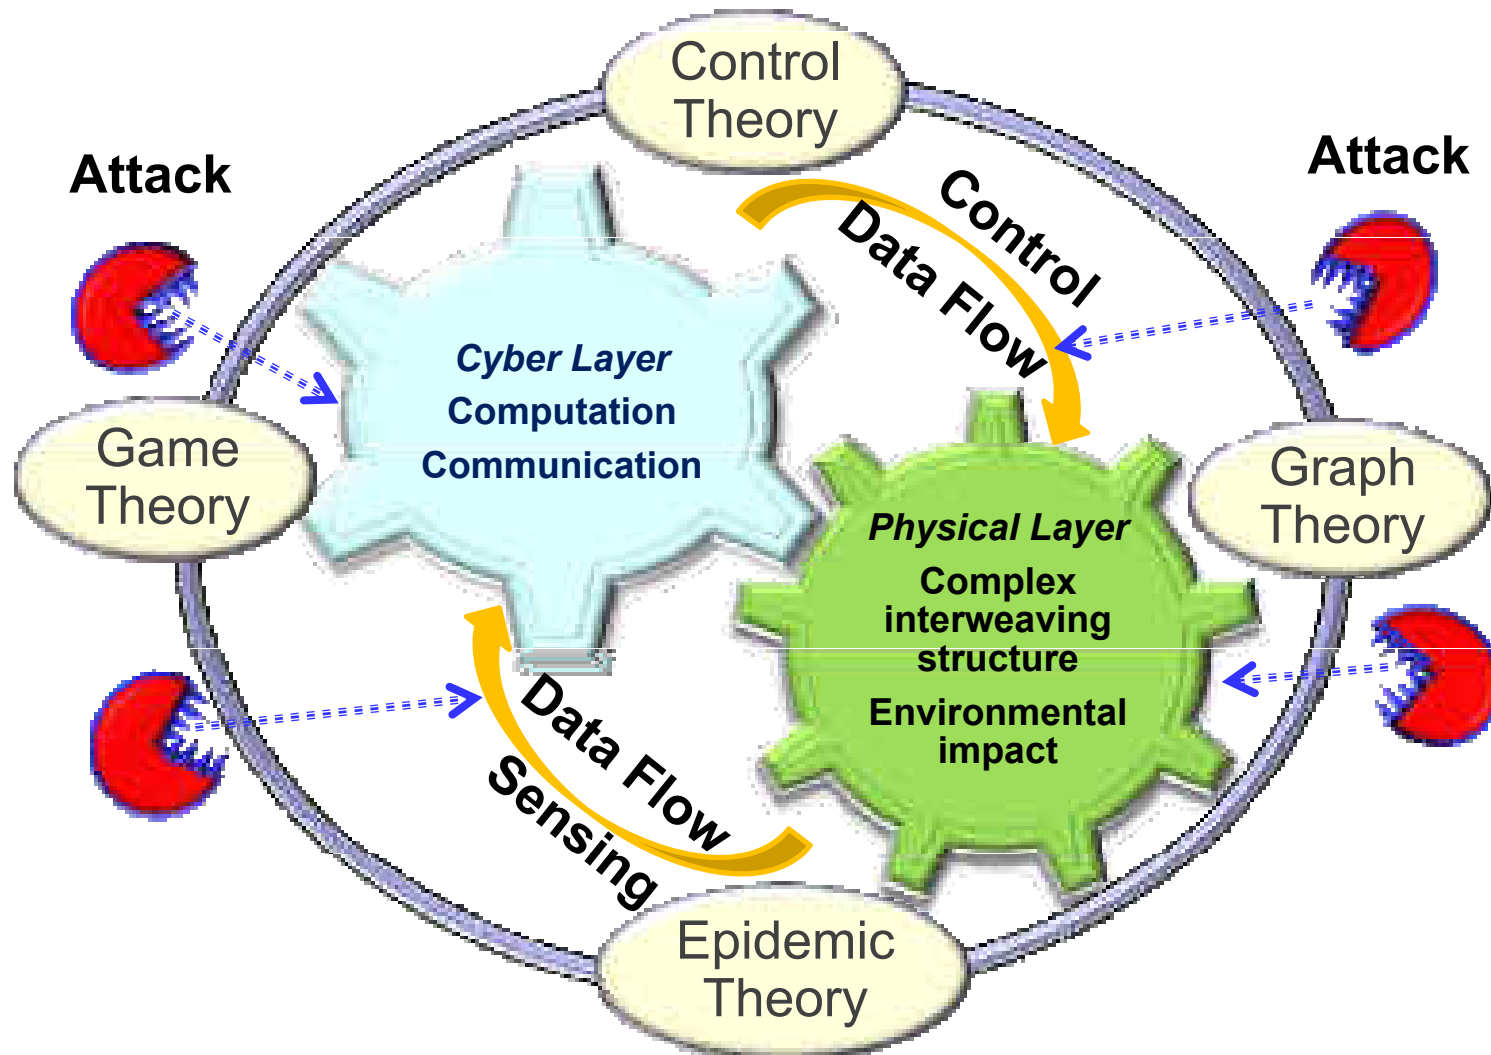 Control
Theory
Attack
Attack
Control
Data Flow
Cyber Layer
Computation
Communication
Game
Theory
Graph
Theory
Physical Layer
Complex
interweaving
structure
Environmental
impact
Data Flow
Sensing
Epidemic
Theory